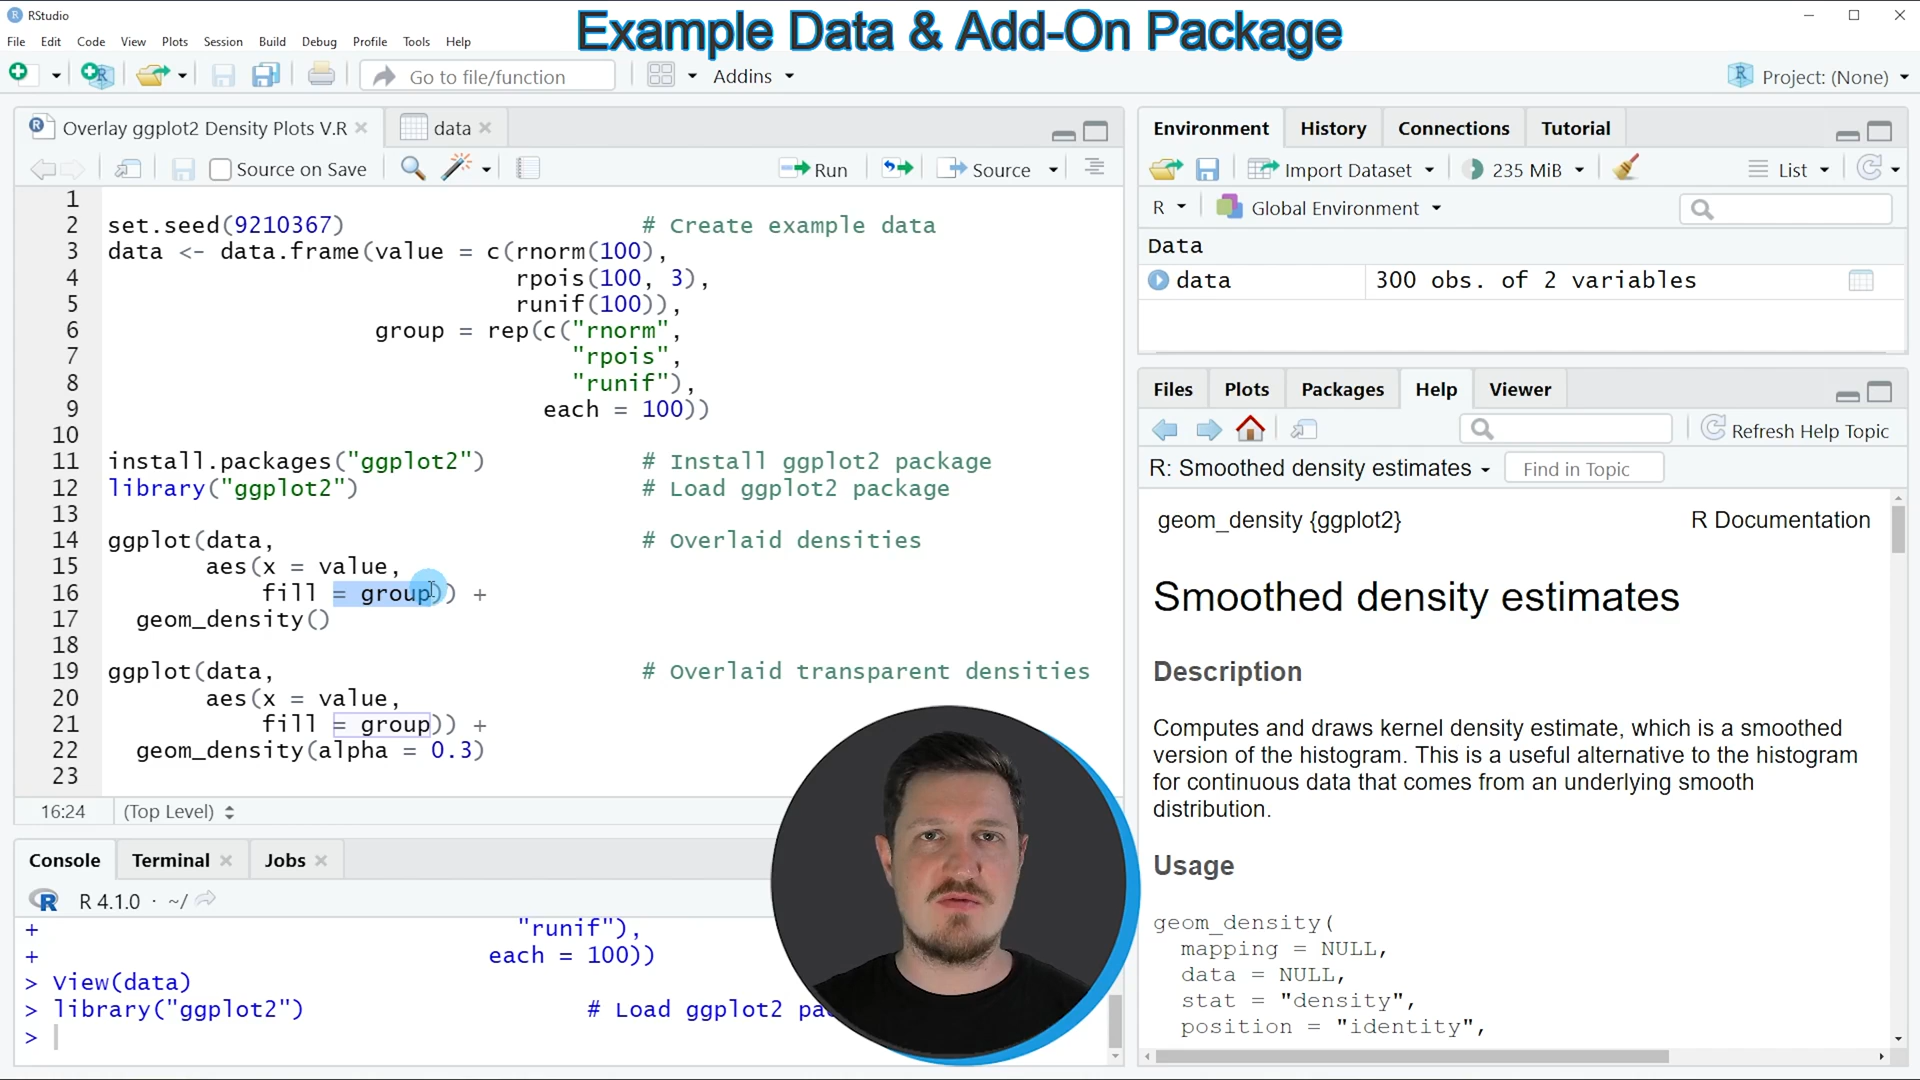 RStudio
Example Data & Add-On Package
File Edit Code View Plots Session Build Debug Profile Tools Help
Go to file/function
Addins
Project: (None)
Overlay ggplot2 Density Plots V.R
data
Source on Save
Run
Source
1
2 set.seed(9210367) # Create example data
3 data <- data.frame(value = c(rnorm(100),
4 rpois(100, 3),
5 runif(100)),
6 group = rep(c("rnorm",
7 "rpois",
8 "runif"),
9 each = 100))
10
11 install.packages("ggplot2") # Install ggplot2 package
12 library("ggplot2") # Load ggplot2 package
13
14 ggplot(data, # Overlaid densities
15 aes(x = value,
16 fill = group)) +
17 geom_density()
18
19 ggplot(data, # Overlaid transparent densities
20 aes(x = value,
21 fill = group)) +
22 geom_density(alpha = 0.3)
23
16:24 (Top Level)
Console Terminal Jobs
R 4.1.0 · ~/
+ "runif"),
+ each = 100))
> View(data)
> library("ggplot2") # Load ggplot2 pa
>
Environment History Connections Tutorial
Import Dataset 235 MiB List
R Global Environment
Data
data 300 obs. of 2 variables
Files Plots Packages Help Viewer
Refresh Help Topic
R: Smoothed density estimates Find in Topic
geom_density {ggplot2} R Documentation
Smoothed density estimates
Description
Computes and draws kernel density estimate, which is a smoothed
version of the histogram. This is a useful alternative to the histogram
for continuous data that comes from an underlying smooth
distribution.
Usage
geom_density(
mapping = NULL,
data = NULL,
stat = "density",
position = "identity",